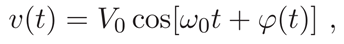 v(t) = V₀ cos[ω₀t + φ(t)] ,